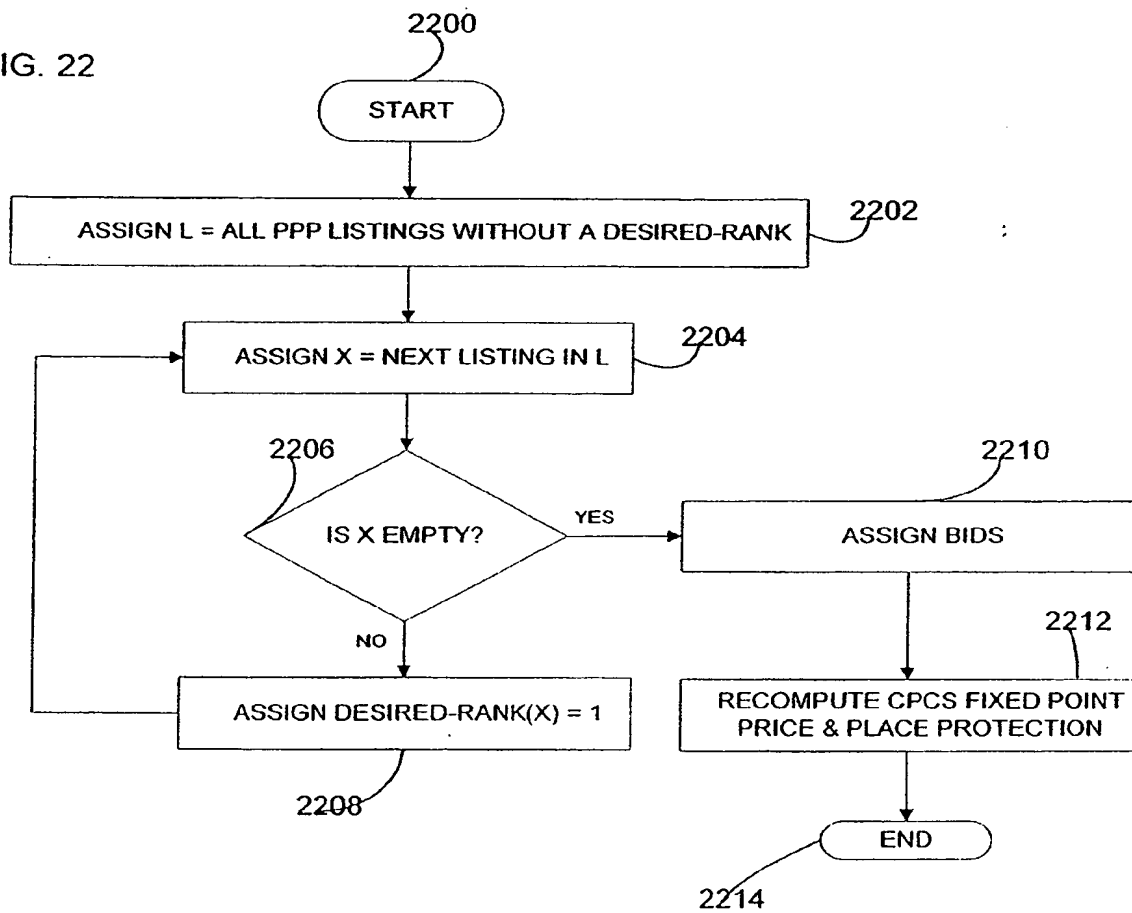 2200
IG. 22
START
ASSIGN L = ALL PPP LISTINGS WITHOUT A DESIRED-RANK
2202
ASSIGN X = NEXT LISTING IN L
2204
2206
IS X EMPTY?
YES
2210
ASSIGN BIDS
NO
2212
ASSIGN DESIRED-RANK(X) = 1
2208
RECOMPUTE CPCS FIXED POINT
PRICE & PLACE PROTECTION
END
2214